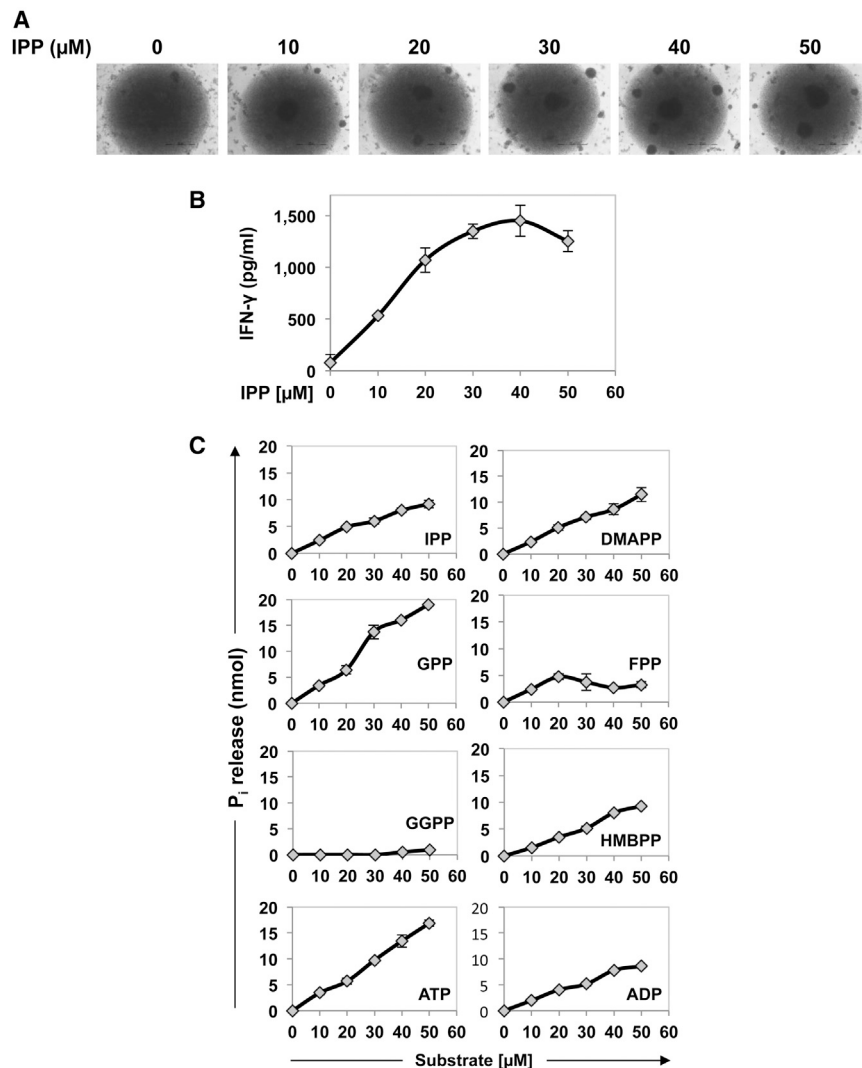 A
IPP (µM) 0 10 20 30 40 50
B
1,500
1,000
500
0
IFN-γ (pg/ml)
IPP [µM] 0 10 20 30 40 50 60
C
Pi release (nmol)
20
15
10
5
0
IPP
0 10 20 30 40 50 60
20
15
10
5
0
DMAPP
0 10 20 30 40 50 60
20
15
10
5
0
GPP
0 10 20 30 40 50 60
20
15
10
5
0
FPP
0 10 20 30 40 50 60
20
15
10
5
0
GGPP
0 10 20 30 40 50 60
20
15
10
5
0
HMBPP
0 10 20 30 40 50 60
20
15
10
5
0
ATP
0 10 20 30 40 50 60
20
15
10
5
0
ADP
0 10 20 30 40 50 60
Substrate [µM]